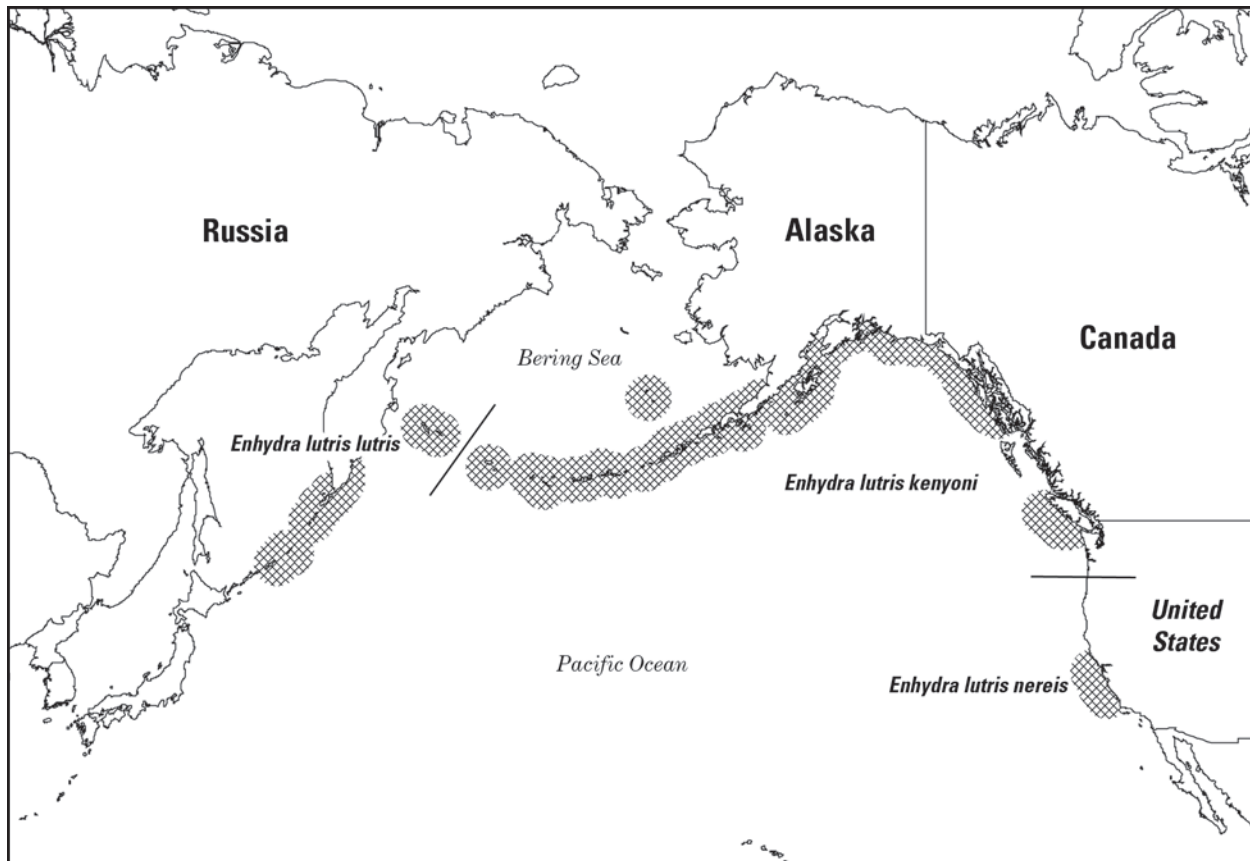 Russia
Alaska
Canada
Bering Sea
Enhydra lutris lutris
Enhydra lutris kenyoni
United
States
Pacific Ocean
Enhydra lutris nereis